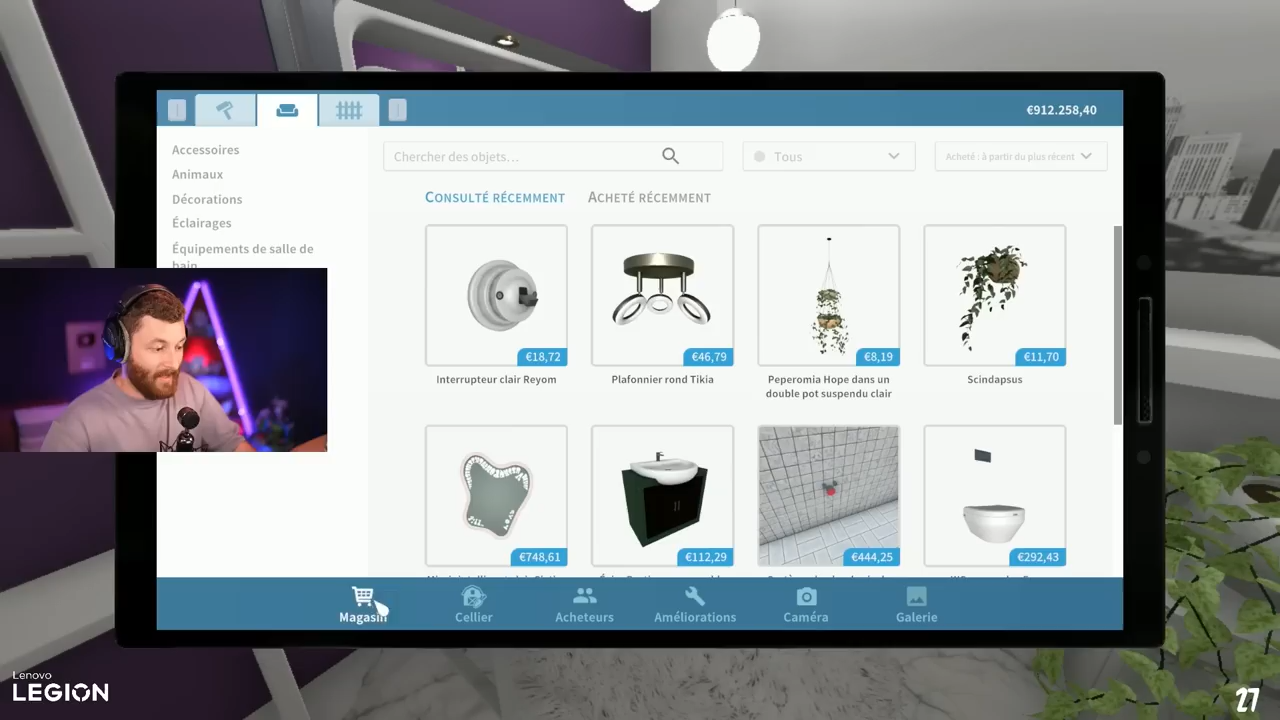 €912.258,40
Accessoires
Animaux
Décorations
Éclairages
Équipements de salle de
bain
Chercher des objets...
Tous
Acheté : à partir du plus récent
CONSULTÉ RÉCEMMENT
ACHETÉ RÉCEMMENT
€18,72
€46,79
€8,19
€11,70
Interrupteur clair Reyom
Plafonnier rond Tikia
Peperomia Hope dans un
double pot suspendu clair
Scindapsus
€748,61
€112,29
€444,25
€292,43
Magasin
Cellier
Acheteurs
Améliorations
Caméra
Galerie
Lenovo
LEGION
27